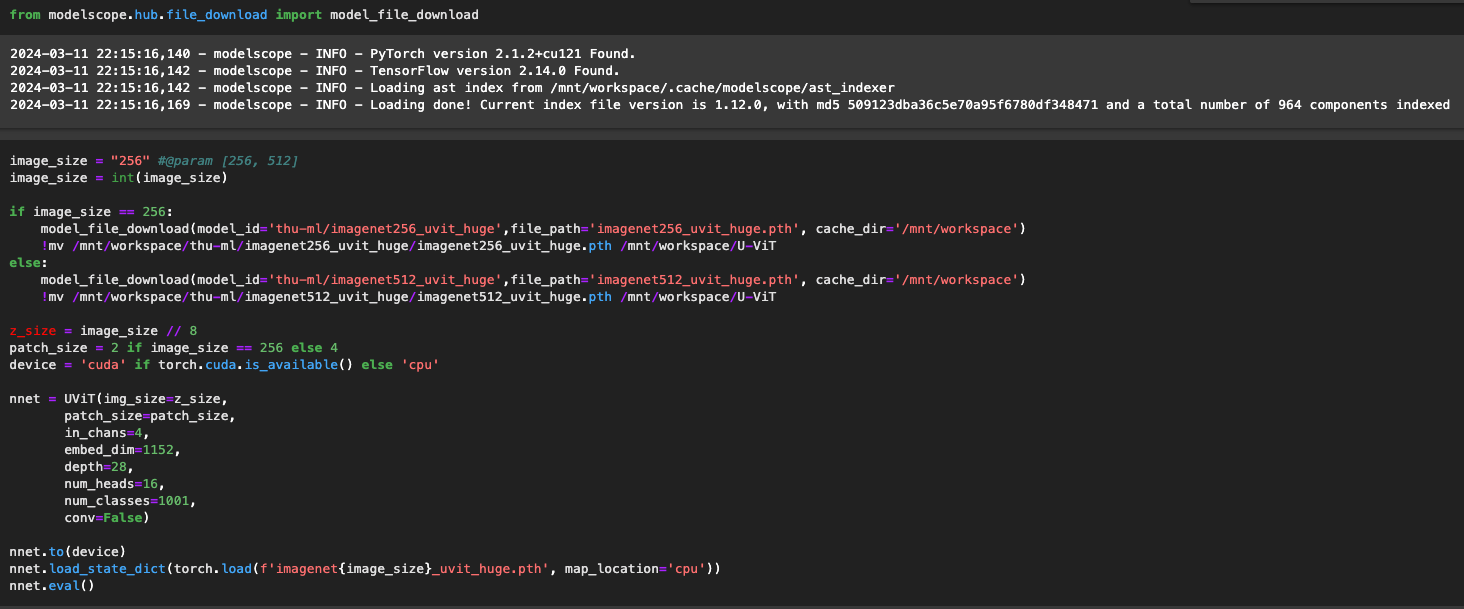 from modelscope.hub.file_download import model_file_download
2024-03-11 22:15:16,140 - modelscope - INFO - PyTorch version 2.1.2+cu121 Found.
2024-03-11 22:15:16,142 - modelscope - INFO - TensorFlow version 2.14.0 Found.
2024-03-11 22:15:16,142 - modelscope - INFO - Loading ast index from /mnt/workspace/.cache/modelscope/ast_indexer
2024-03-11 22:15:16,169 - modelscope - INFO - Loading done! Current index file version is 1.12.0, with md5 509123dba36c5e70a95f6780df348471 and a total number of 964 components indexed
image_size = "256" #@param [256, 512]
image_size = int(image_size)
if image_size == 256:
    model_file_download(model_id='thu-ml/imagenet256_uvit_huge',file_path='imagenet256_uvit_huge.pth', cache_dir='/mnt/workspace')
    !mv /mnt/workspace/thu-ml/imagenet256_uvit_huge/imagenet256_uvit_huge.pth /mnt/workspace/U-ViT
else:
    model_file_download(model_id='thu-ml/imagenet512_uvit_huge',file_path='imagenet512_uvit_huge.pth', cache_dir='/mnt/workspace')
    !mv /mnt/workspace/thu-ml/imagenet512_uvit_huge/imagenet512_uvit_huge.pth /mnt/workspace/U-ViT
z_size = image_size // 8
patch_size = 2 if image_size == 256 else 4
device = 'cuda' if torch.cuda.is_available() else 'cpu'
nnet = UViT(img_size=z_size,
       patch_size=patch_size,
       in_chans=4,
       embed_dim=1152,
       depth=28,
       num_heads=16,
       num_classes=1001,
       conv=False)
nnet.to(device)
nnet.load_state_dict(torch.load(f'imagenet{image_size}_uvit_huge.pth', map_location='cpu'))
nnet.eval()